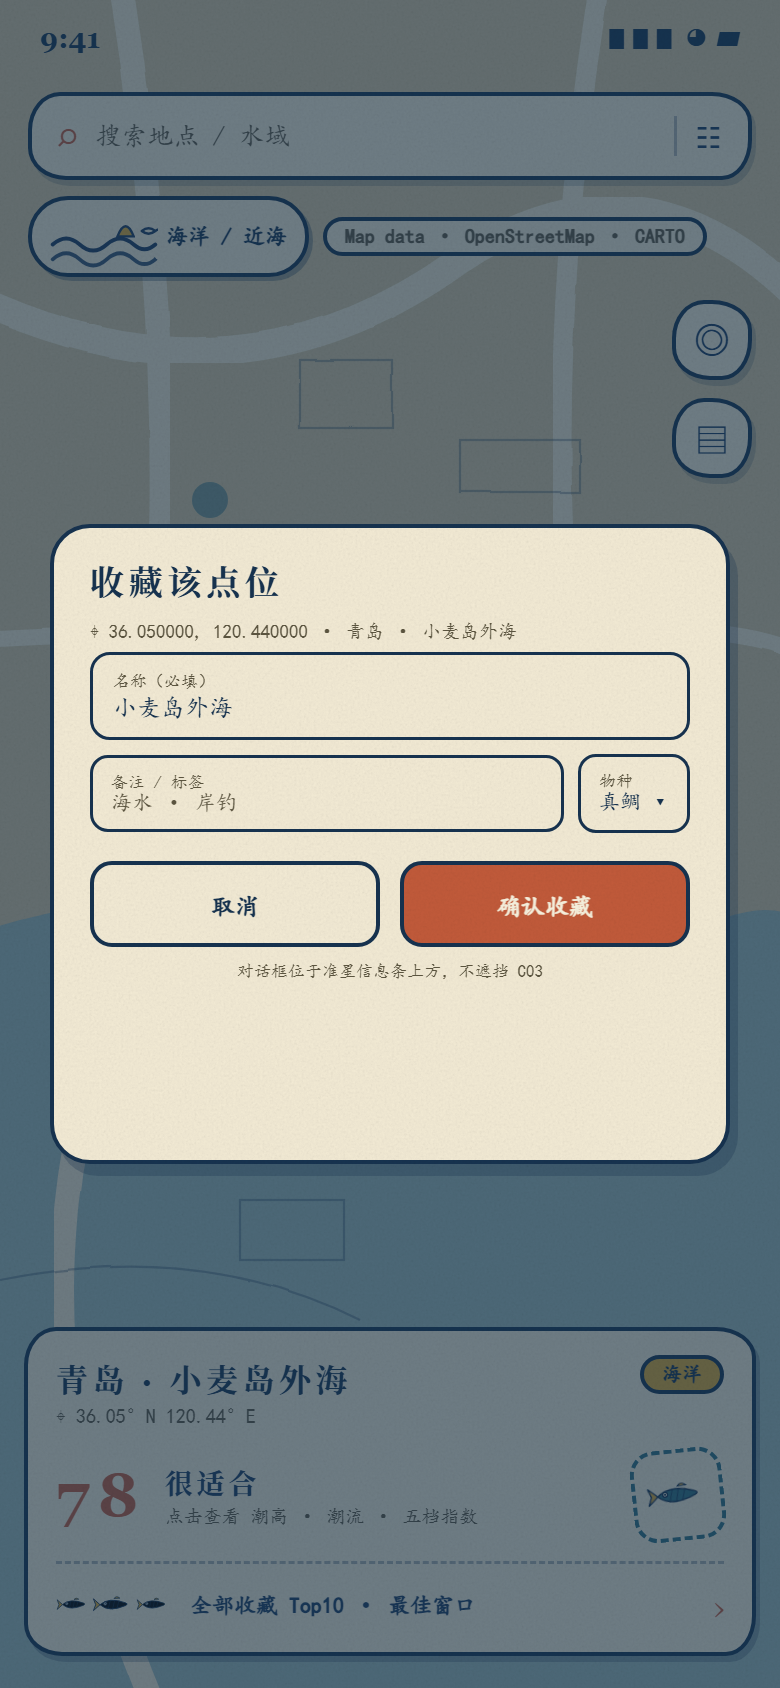 9:41
搜索地点 / 水域
海洋 / 近海
Map data • OpenStreetMap • CARTO
收藏该点位
⌖ 36.050000, 120.440000 • 青岛 • 小麦岛外海
名称（必填）
小麦岛外海
备注 / 标签
海水 • 岸钓
物种
真鲷 ▾
取消
确认收藏
对话框位于准星信息条上方，不遮挡 C03
青岛 · 小麦岛外海
海洋
⌖ 36.05° N 120.44° E
78
很适合
点击查看 潮高 • 潮流 • 五档指数
全部收藏 Top10 • 最佳窗口